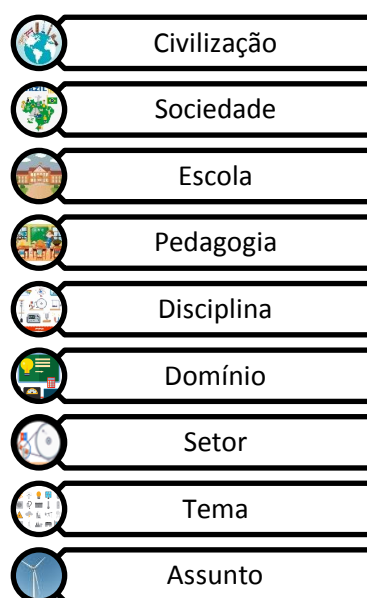 Civilização
Sociedade
Escola
Pedagogia
Disciplina
Domínio
Setor
Tema
Assunto